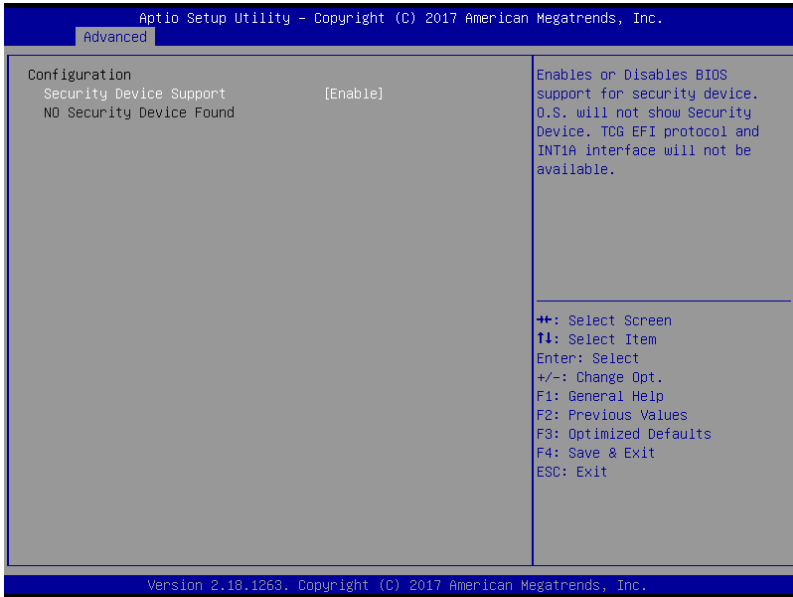 Aptio Setup Utility – Copyright (C) 2017 American Megatrends, Inc.
Advanced
Configuration
Security Device Support [Enable]
NO Security Device Found
Enables or Disables BIOS
support for security device.
O.S. will not show Security
Device. TCG EFI protocol and
INT1A interface will not be
available.
→←: Select Screen
↑↓: Select Item
Enter: Select
+/-: Change Opt.
F1: General Help
F2: Previous Values
F3: Optimized Defaults
F4: Save & Exit
ESC: Exit
Version 2.18.1263. Copyright (C) 2017 American Megatrends, Inc.